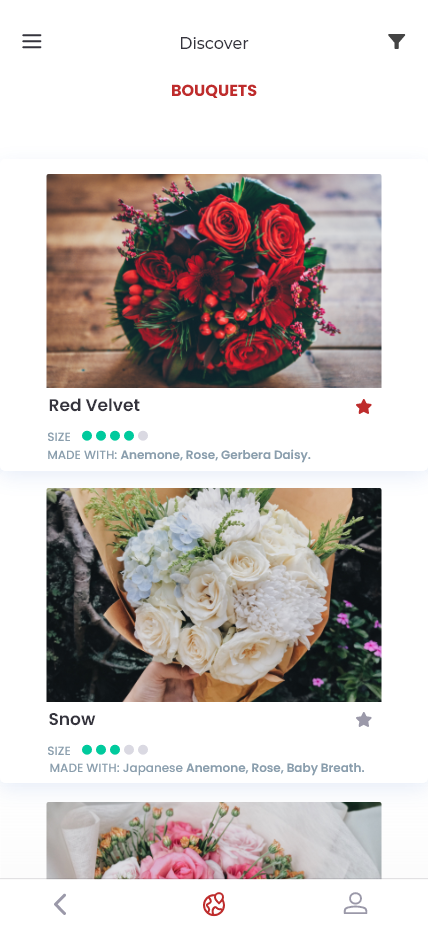 Discover
BOUQUETS
Red Velvet
SIZE
MADE WITH: Anemone, Rose, Gerbera Daisy.
Snow
SIZE
MADE WITH: Japanese Anemone, Rose, Baby Breath.